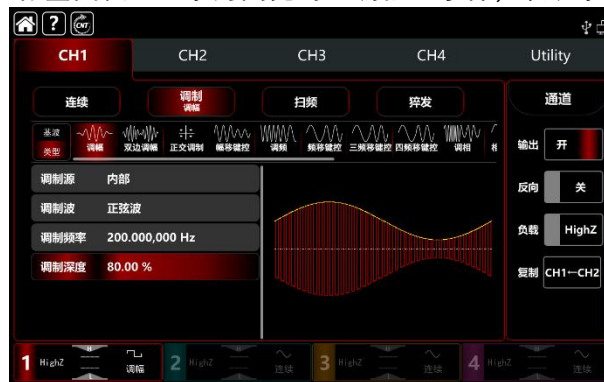 ? CNT
CH1 CH2 CH3 CH4 Utility
连续 调制 调幅 扫频 猝发 通道
基波 类型 调幅 双边调幅 正交调制 幅移键控 调频 频移键控 三频移键控 四频移键控 调相
输出 开
调制源 内部
反向 关
调制波 正弦波
负载 HighZ
调制频率 200.000,000 Hz
调制深度 80.00 %
复制 CH1←CH2
1 HighZ 调幅 2 HighZ 连续 3 HighZ 连续 4 HighZ 连续